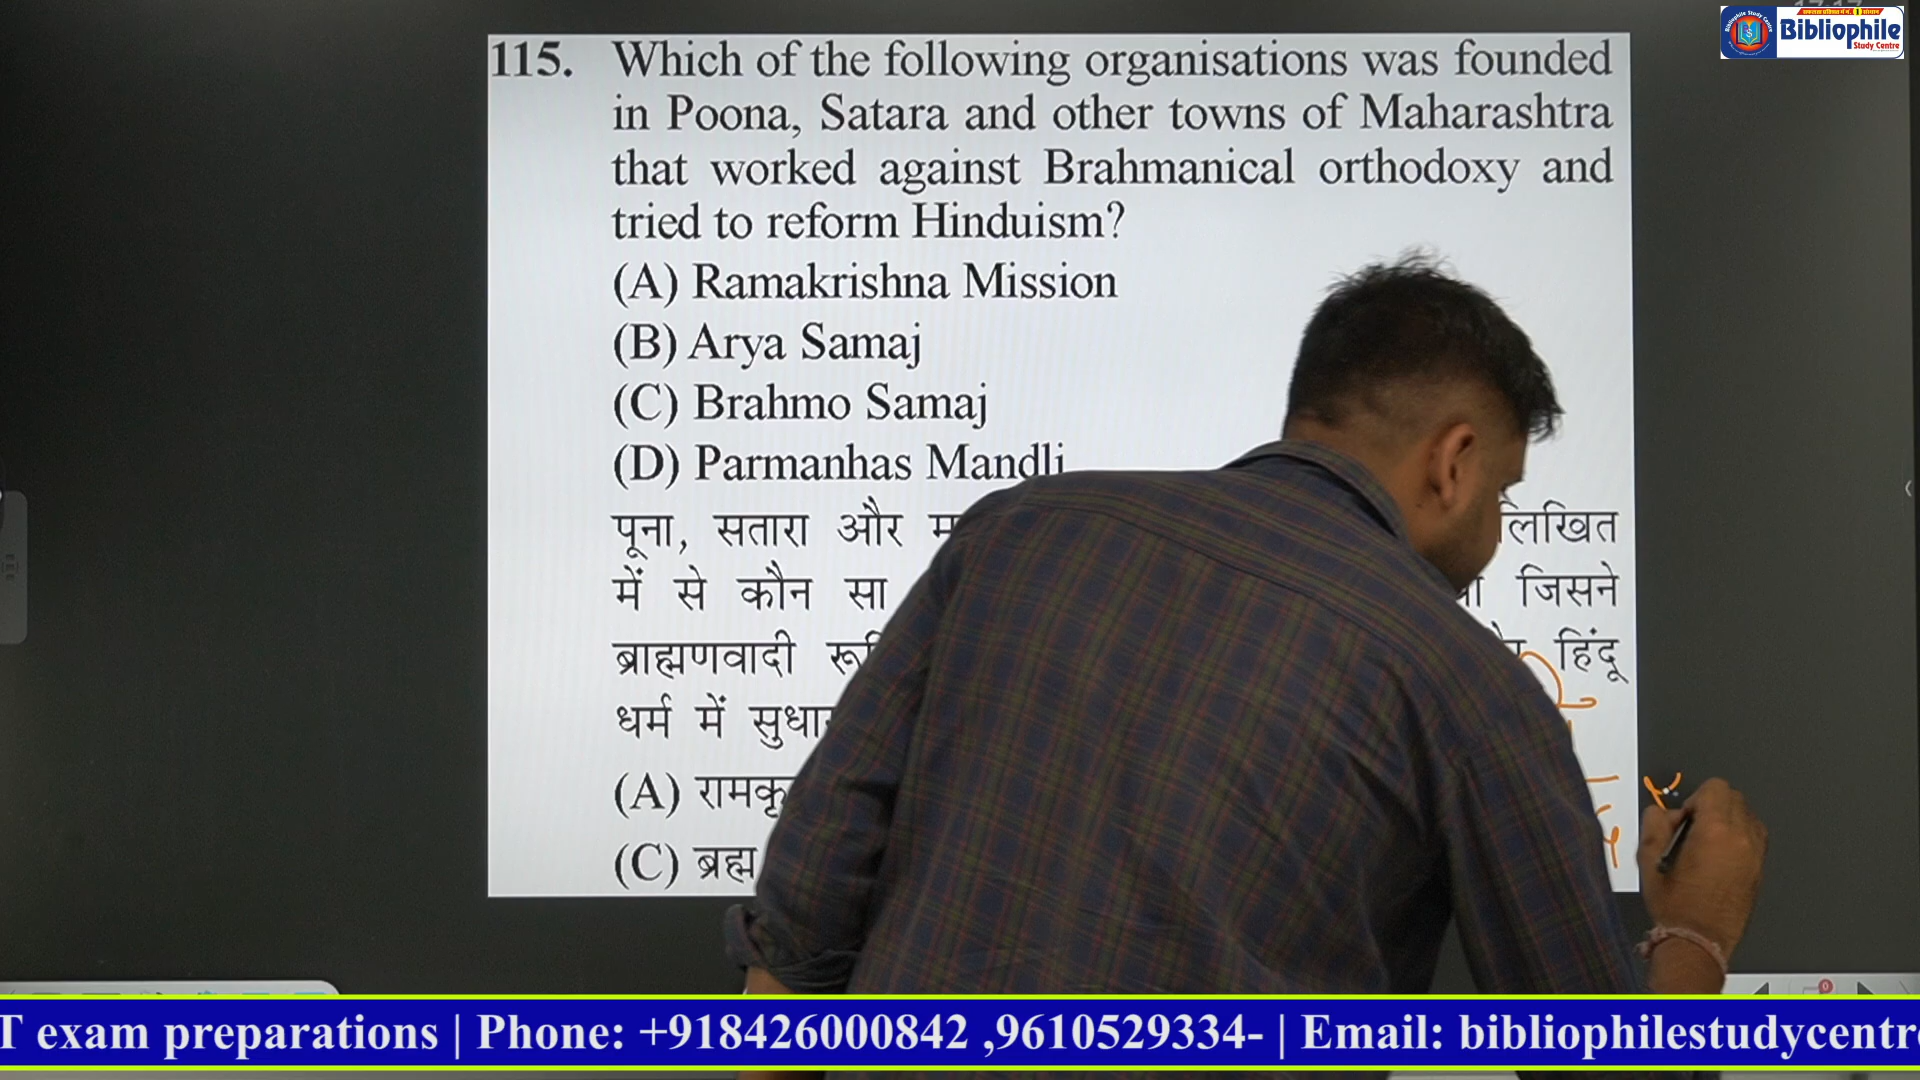 Bibliophile
Study Centre
115. Which of the following organisations was founded
in Poona, Satara and other towns of Maharashtra
that worked against Brahmanical orthodoxy and
tried to reform Hinduism?
(A) Ramakrishna Mission
(B) Arya Samaj
(C) Brahmo Samaj
(D) Parmanhas Mandli
पूना, सतारा और
में से कौन सा जिसने
ब्राह्मणवादी हिंदू
धर्म में
(A)
(C) ब्रह्म
T exam preparations | Phone: +918426000842 ,9610529334- | Email: bibliophilestudycentr